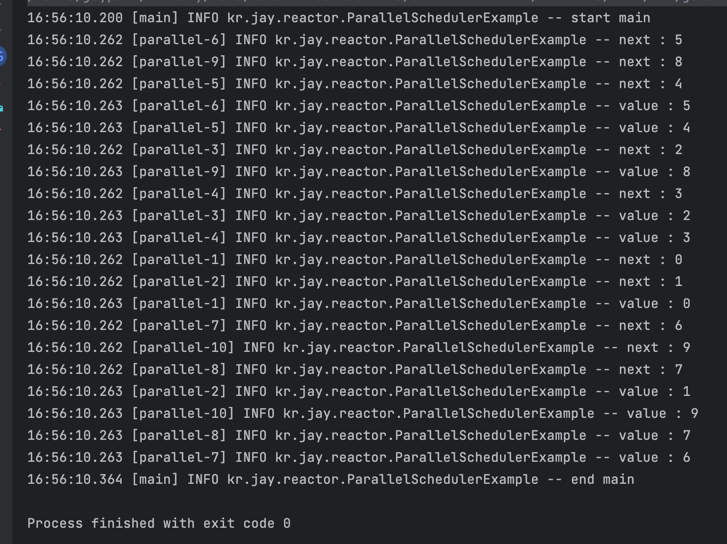 16:56:10.200 [main] INFO kr.jay.reactor.ParallelSchedulerExample -- start main
16:56:10.262 [parallel-6] INFO kr.jay.reactor.ParallelSchedulerExample -- next : 5
16:56:10.262 [parallel-9] INFO kr.jay.reactor.ParallelSchedulerExample -- next : 8
16:56:10.262 [parallel-5] INFO kr.jay.reactor.ParallelSchedulerExample -- next : 4
16:56:10.263 [parallel-6] INFO kr.jay.reactor.ParallelSchedulerExample -- value : 5
16:56:10.263 [parallel-5] INFO kr.jay.reactor.ParallelSchedulerExample -- value : 4
16:56:10.262 [parallel-3] INFO kr.jay.reactor.ParallelSchedulerExample -- next : 2
16:56:10.263 [parallel-9] INFO kr.jay.reactor.ParallelSchedulerExample -- value : 8
16:56:10.262 [parallel-4] INFO kr.jay.reactor.ParallelSchedulerExample -- next : 3
16:56:10.263 [parallel-3] INFO kr.jay.reactor.ParallelSchedulerExample -- value : 2
16:56:10.263 [parallel-4] INFO kr.jay.reactor.ParallelSchedulerExample -- value : 3
16:56:10.262 [parallel-1] INFO kr.jay.reactor.ParallelSchedulerExample -- next : 0
16:56:10.262 [parallel-2] INFO kr.jay.reactor.ParallelSchedulerExample -- next : 1
16:56:10.263 [parallel-1] INFO kr.jay.reactor.ParallelSchedulerExample -- value : 0
16:56:10.262 [parallel-7] INFO kr.jay.reactor.ParallelSchedulerExample -- next : 6
16:56:10.262 [parallel-10] INFO kr.jay.reactor.ParallelSchedulerExample -- next : 9
16:56:10.262 [parallel-8] INFO kr.jay.reactor.ParallelSchedulerExample -- next : 7
16:56:10.263 [parallel-2] INFO kr.jay.reactor.ParallelSchedulerExample -- value : 1
16:56:10.263 [parallel-10] INFO kr.jay.reactor.ParallelSchedulerExample -- value : 9
16:56:10.263 [parallel-8] INFO kr.jay.reactor.ParallelSchedulerExample -- value : 7
16:56:10.263 [parallel-7] INFO kr.jay.reactor.ParallelSchedulerExample -- value : 6
16:56:10.364 [main] INFO kr.jay.reactor.ParallelSchedulerExample -- end main
Process finished with exit code 0